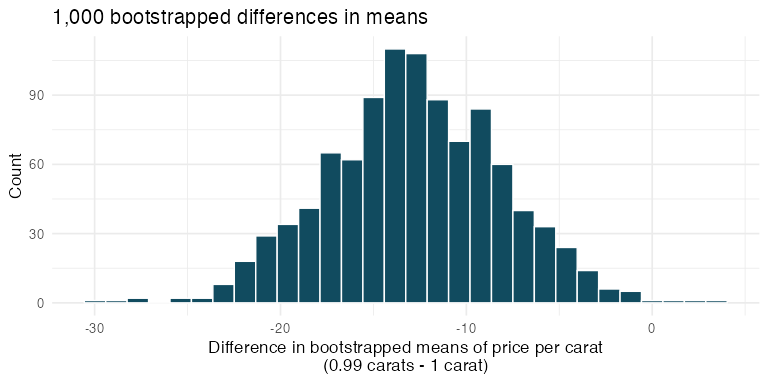 1,000 bootstrapped differences in means
Count
90
60
30
0
-30 -20 -10 0
Difference in bootstrapped means of price per carat
(0.99 carats - 1 carat)